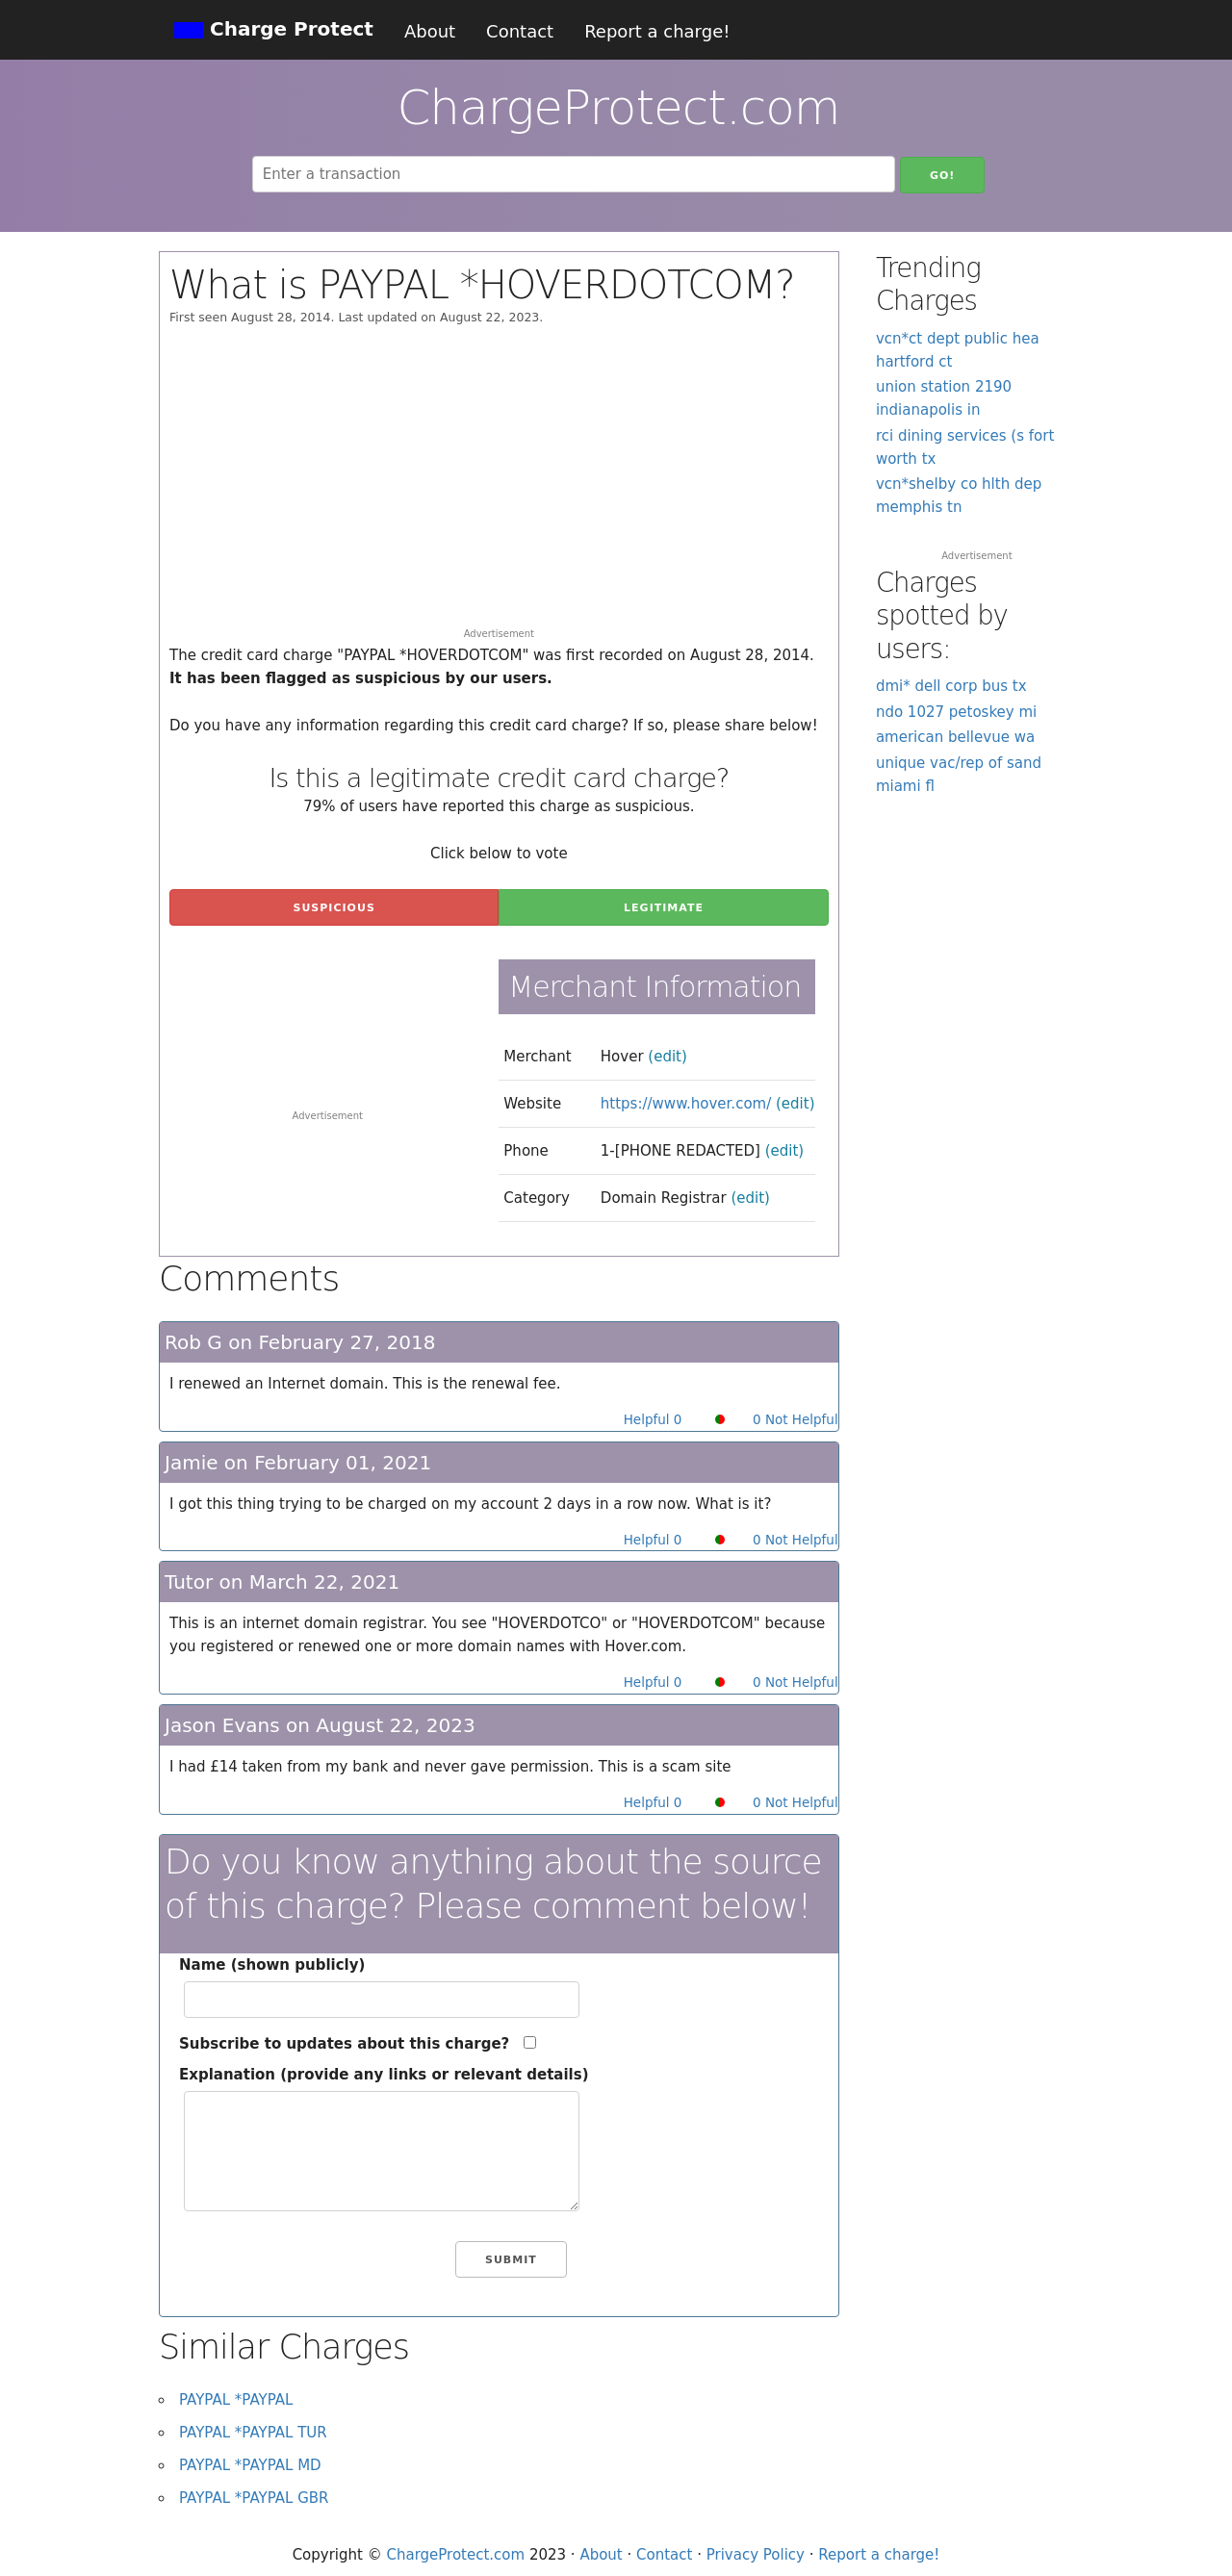 Charge Protect
About
Contact
Report a charge!
ChargeProtect.com
Enter a transaction
GO!
What is PAYPAL *HOVERDOTCOM?
First seen August 28, 2014. Last updated on August 22, 2023.
Advertisement
The credit card charge "PAYPAL *HOVERDOTCOM" was first recorded on August 28, 2014.
It has been flagged as suspicious by our users.
Do you have any information regarding this credit card charge? If so, please share below!
Is this a legitimate credit card charge?
79% of users have reported this charge as suspicious.
Click below to vote
SUSPICIOUS
LEGITIMATE
Advertisement
Merchant Information
Merchant Hover (edit)
Website https://www.hover.com/ (edit)
Phone 1-[PHONE REDACTED] (edit)
Category Domain Registrar (edit)
Trending
Charges
vcn*ct dept public hea
hartford ct
union station 2190
indianapolis in
rci dining services (s fort
worth tx
vcn*shelby co hlth dep
memphis tn
Advertisement
Charges
spotted by
users:
dmi* dell corp bus tx
ndo 1027 petoskey mi
american bellevue wa
unique vac/rep of sand
miami fl
Comments
Rob G on February 27, 2018
I renewed an Internet domain. This is the renewal fee.
Helpful 0 0 Not Helpful
Jamie on February 01, 2021
I got this thing trying to be charged on my account 2 days in a row now. What is it?
Helpful 0 0 Not Helpful
Tutor on March 22, 2021
This is an internet domain registrar. You see "HOVERDOTCO" or "HOVERDOTCOM" because
you registered or renewed one or more domain names with Hover.com.
Helpful 0 0 Not Helpful
Jason Evans on August 22, 2023
I had £14 taken from my bank and never gave permission. This is a scam site
Helpful 0 0 Not Helpful
Do you know anything about the source
of this charge? Please comment below!
Name (shown publicly)
Subscribe to updates about this charge?
Explanation (provide any links or relevant details)
SUBMIT
Similar Charges
PAYPAL *PAYPAL
PAYPAL *PAYPAL TUR
PAYPAL *PAYPAL MD
PAYPAL *PAYPAL GBR
Copyright © ChargeProtect.com 2023 · About · Contact · Privacy Policy · Report a charge!